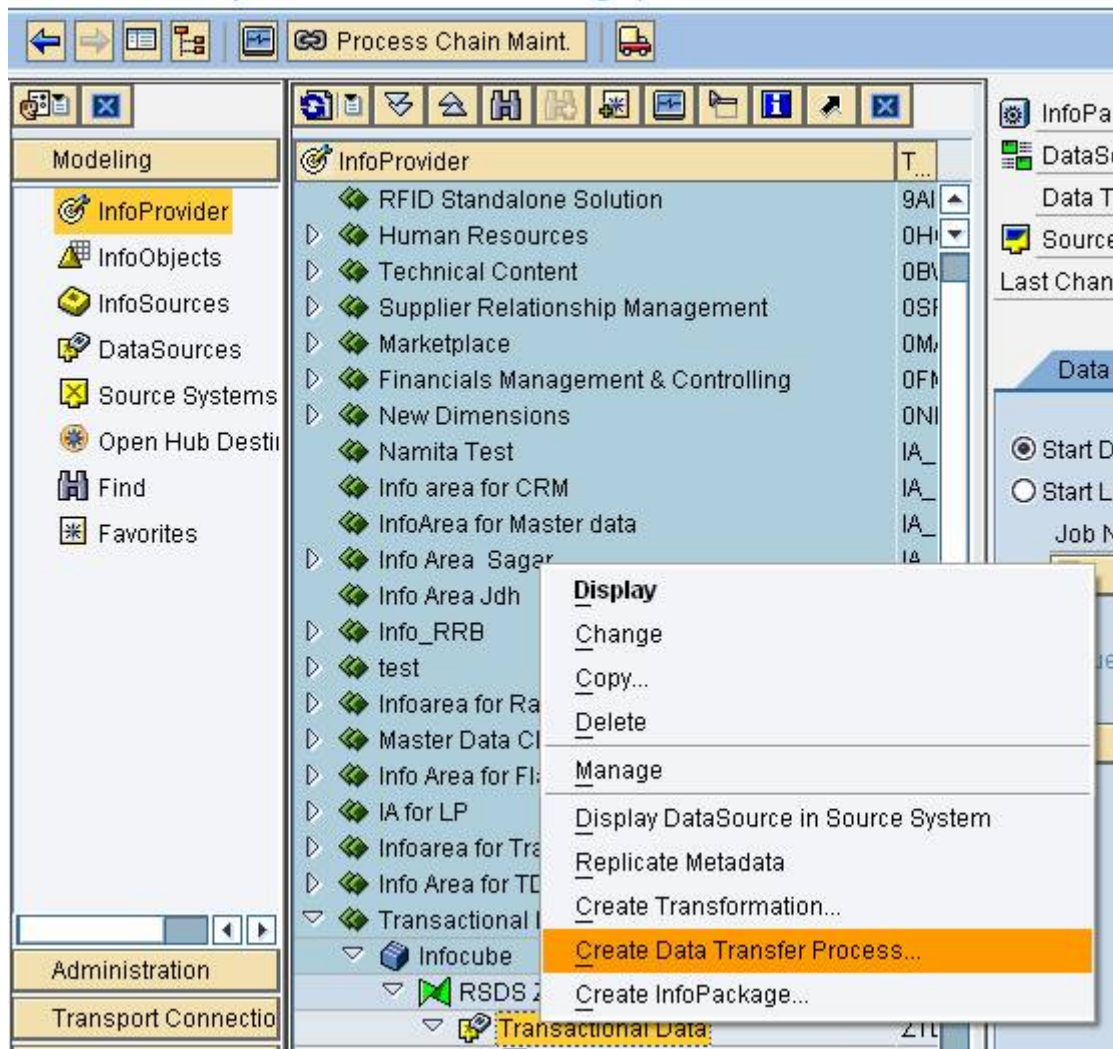 Process Chain Maint.
Modeling
InfoProvider
InfoObjects
InfoSources
DataSources
Source Systems
Open Hub Desti
Find
Favorites
Administration
Transport Connectio
InfoProvider T...
RFID Standalone Solution 9AI
Human Resources 0H
Technical Content 0BW
Supplier Relationship Management 0SR
Marketplace 0MA
Financials Management & Controlling 0FM
New Dimensions 0NI
Namita Test IA_
Info area for CRM IA_
InfoArea for Master data IA_
Info Area Sagar IA
Info Area Jdh
Info_RRB
test
Infoarea for Ra
Master Data Cl
Info Area for Fl
IA for LP
Infoarea for Tra
Info Area for TD
Transactional
Infocube
RSDS
Transactional Data ZTD
Display
Change
Copy...
Delete
Manage
Display DataSource in Source System
Replicate Metadata
Create Transformation...
Create Data Transfer Process...
Create InfoPackage...
InfoPa
DataSo
Data T
Source
Last Chan
Data
Start D
Start L
Job N